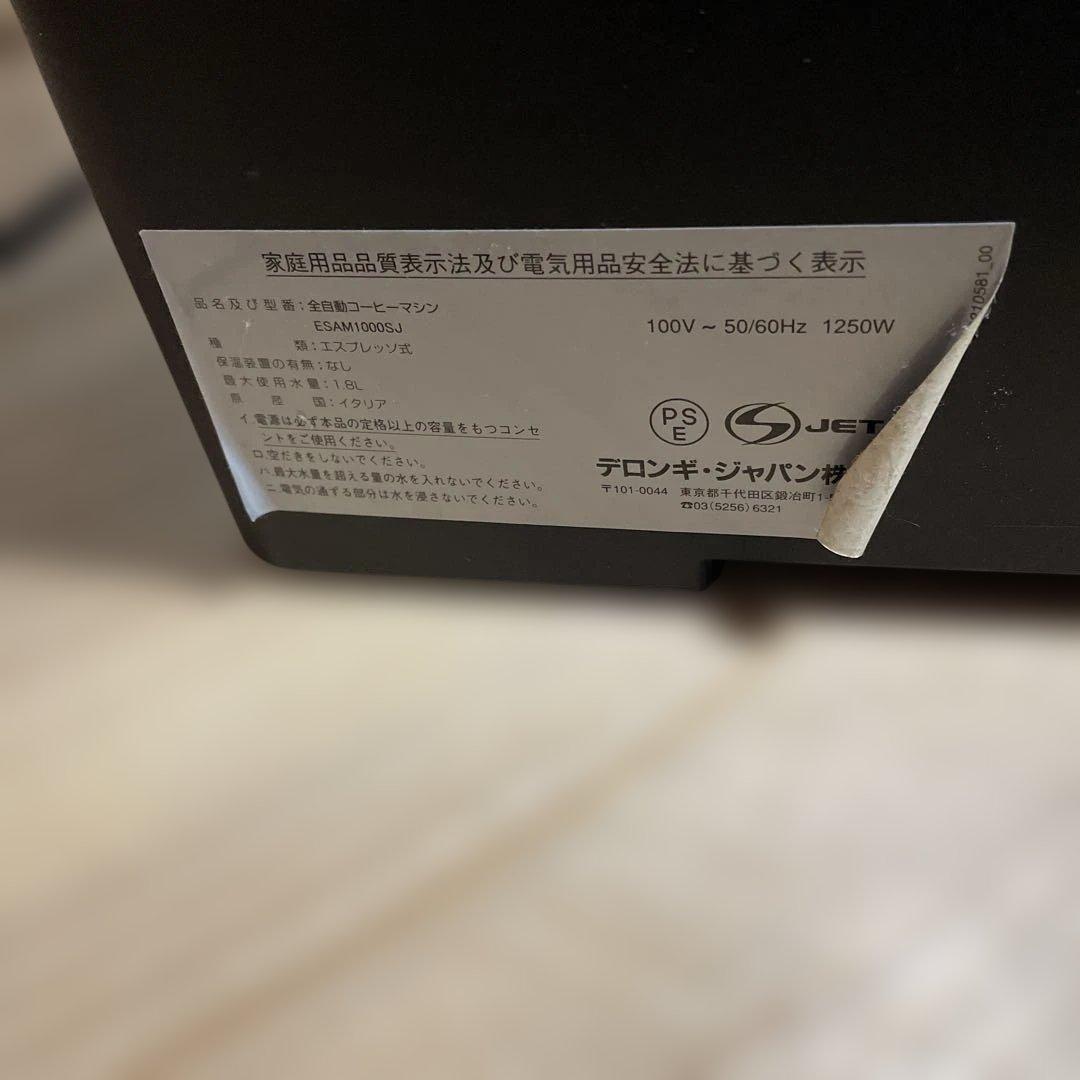 家庭用品品質表示法及び電気用品安全法に基づく表示
品名及び型番：全自動コーヒーマシン
ESAM1000SJ
種類：エスプレッソ式
保温装置の有無：なし
最大使用水量：1.8L
原産国：イタリア
イ.電源は必ず本品の定格以上の容量をもつコンセ
ントをご使用ください。
ロ.空だきをしないでください。
ハ.最大水量を超える量の水を入れないでください。
ニ.電気の通ずる部分は水を浸さないでください。
100V ~ 50/60Hz 1250W
PS
E
JET
デロンギ・ジャパン株
〒101-0044 東京都千代田区鍛冶町1-
☎03(5256)6321
310581_00